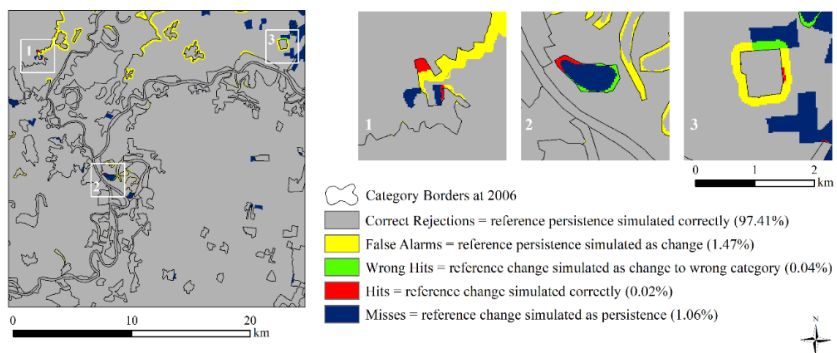 1
3
2
0
10
20
km
1
2
3
0
1
2
km
Category Borders at 2006
Correct Rejections = reference persistence simulated correctly (97.41%)
False Alarms = reference persistence simulated as change (1.47%)
Wrong Hits = reference change simulated as change to wrong category (0.04%)
Hits = reference change simulated correctly (0.02%)
Misses = reference change simulated as persistence (1.06%)
N